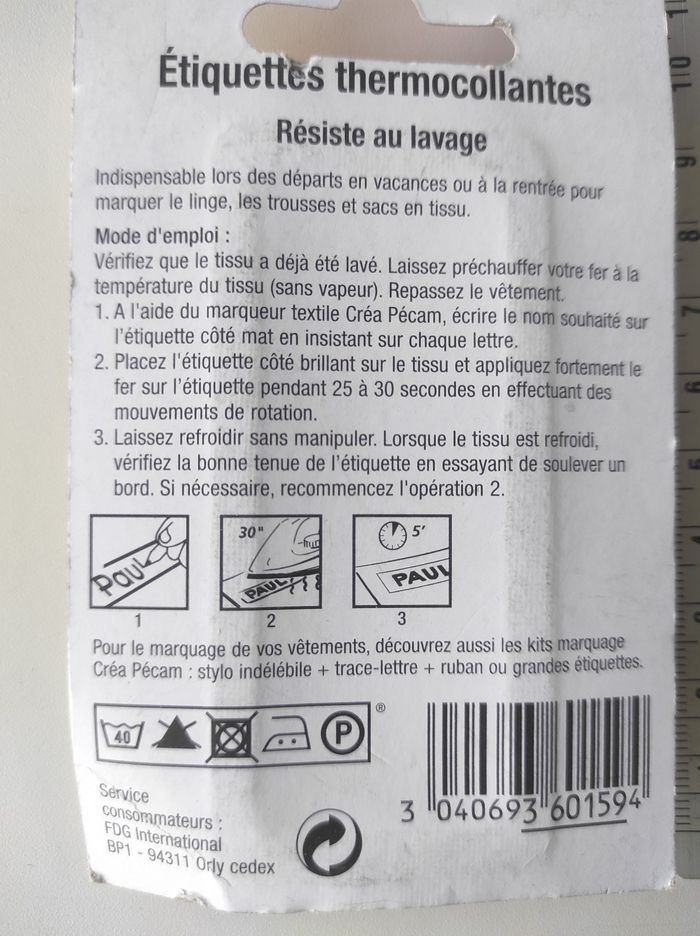 Étiquettes thermocollantes
Résiste au lavage
Indispensable lors des départs en vacances ou à la rentrée pour
marquer le linge, les trousses et sacs en tissu.
Mode d'emploi :
Vérifiez que le tissu a déjà été lavé. Laissez préchauffer votre fer à la
température du tissu (sans vapeur). Repassez le vêtement.
1. A l'aide du marqueur textile Créa Pécam, écrire le nom souhaité sur
l'étiquette côté mat en insistant sur chaque lettre.
2. Placez l'étiquette côté brillant sur le tissu et appliquez fortement le
fer sur l'étiquette pendant 25 à 30 secondes en effectuant des
mouvements de rotation.
3. Laissez refroidir sans manipuler. Lorsque le tissu est refroidi,
vérifiez la bonne tenue de l'étiquette en essayant de soulever un
bord. Si nécessaire, recommencez l'opération 2.
PAUL 30" PAUL 5' PAUL
1 2 3
Pour le marquage de vos vêtements, découvrez aussi les kits marquage
Créa Pécam : stylo indélébile + trace-lettre + ruban ou grandes étiquettes.
40 P ®
Service
consommateurs :
FDG International
BP1 - 94311 Orly cedex
3 040693 601594
10
9
8
7
6
5
4